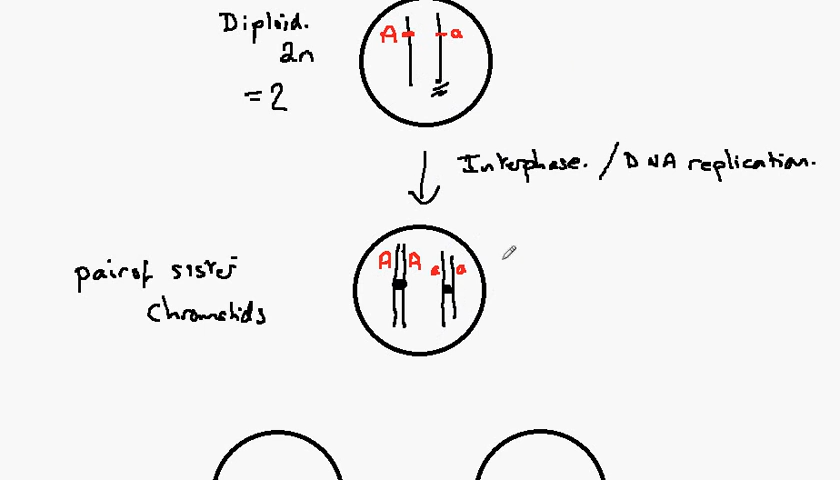 Diploid.
2n
= 2
A a
Interphase. / DNA replication.
A A a a
pair of sister
Chromatids